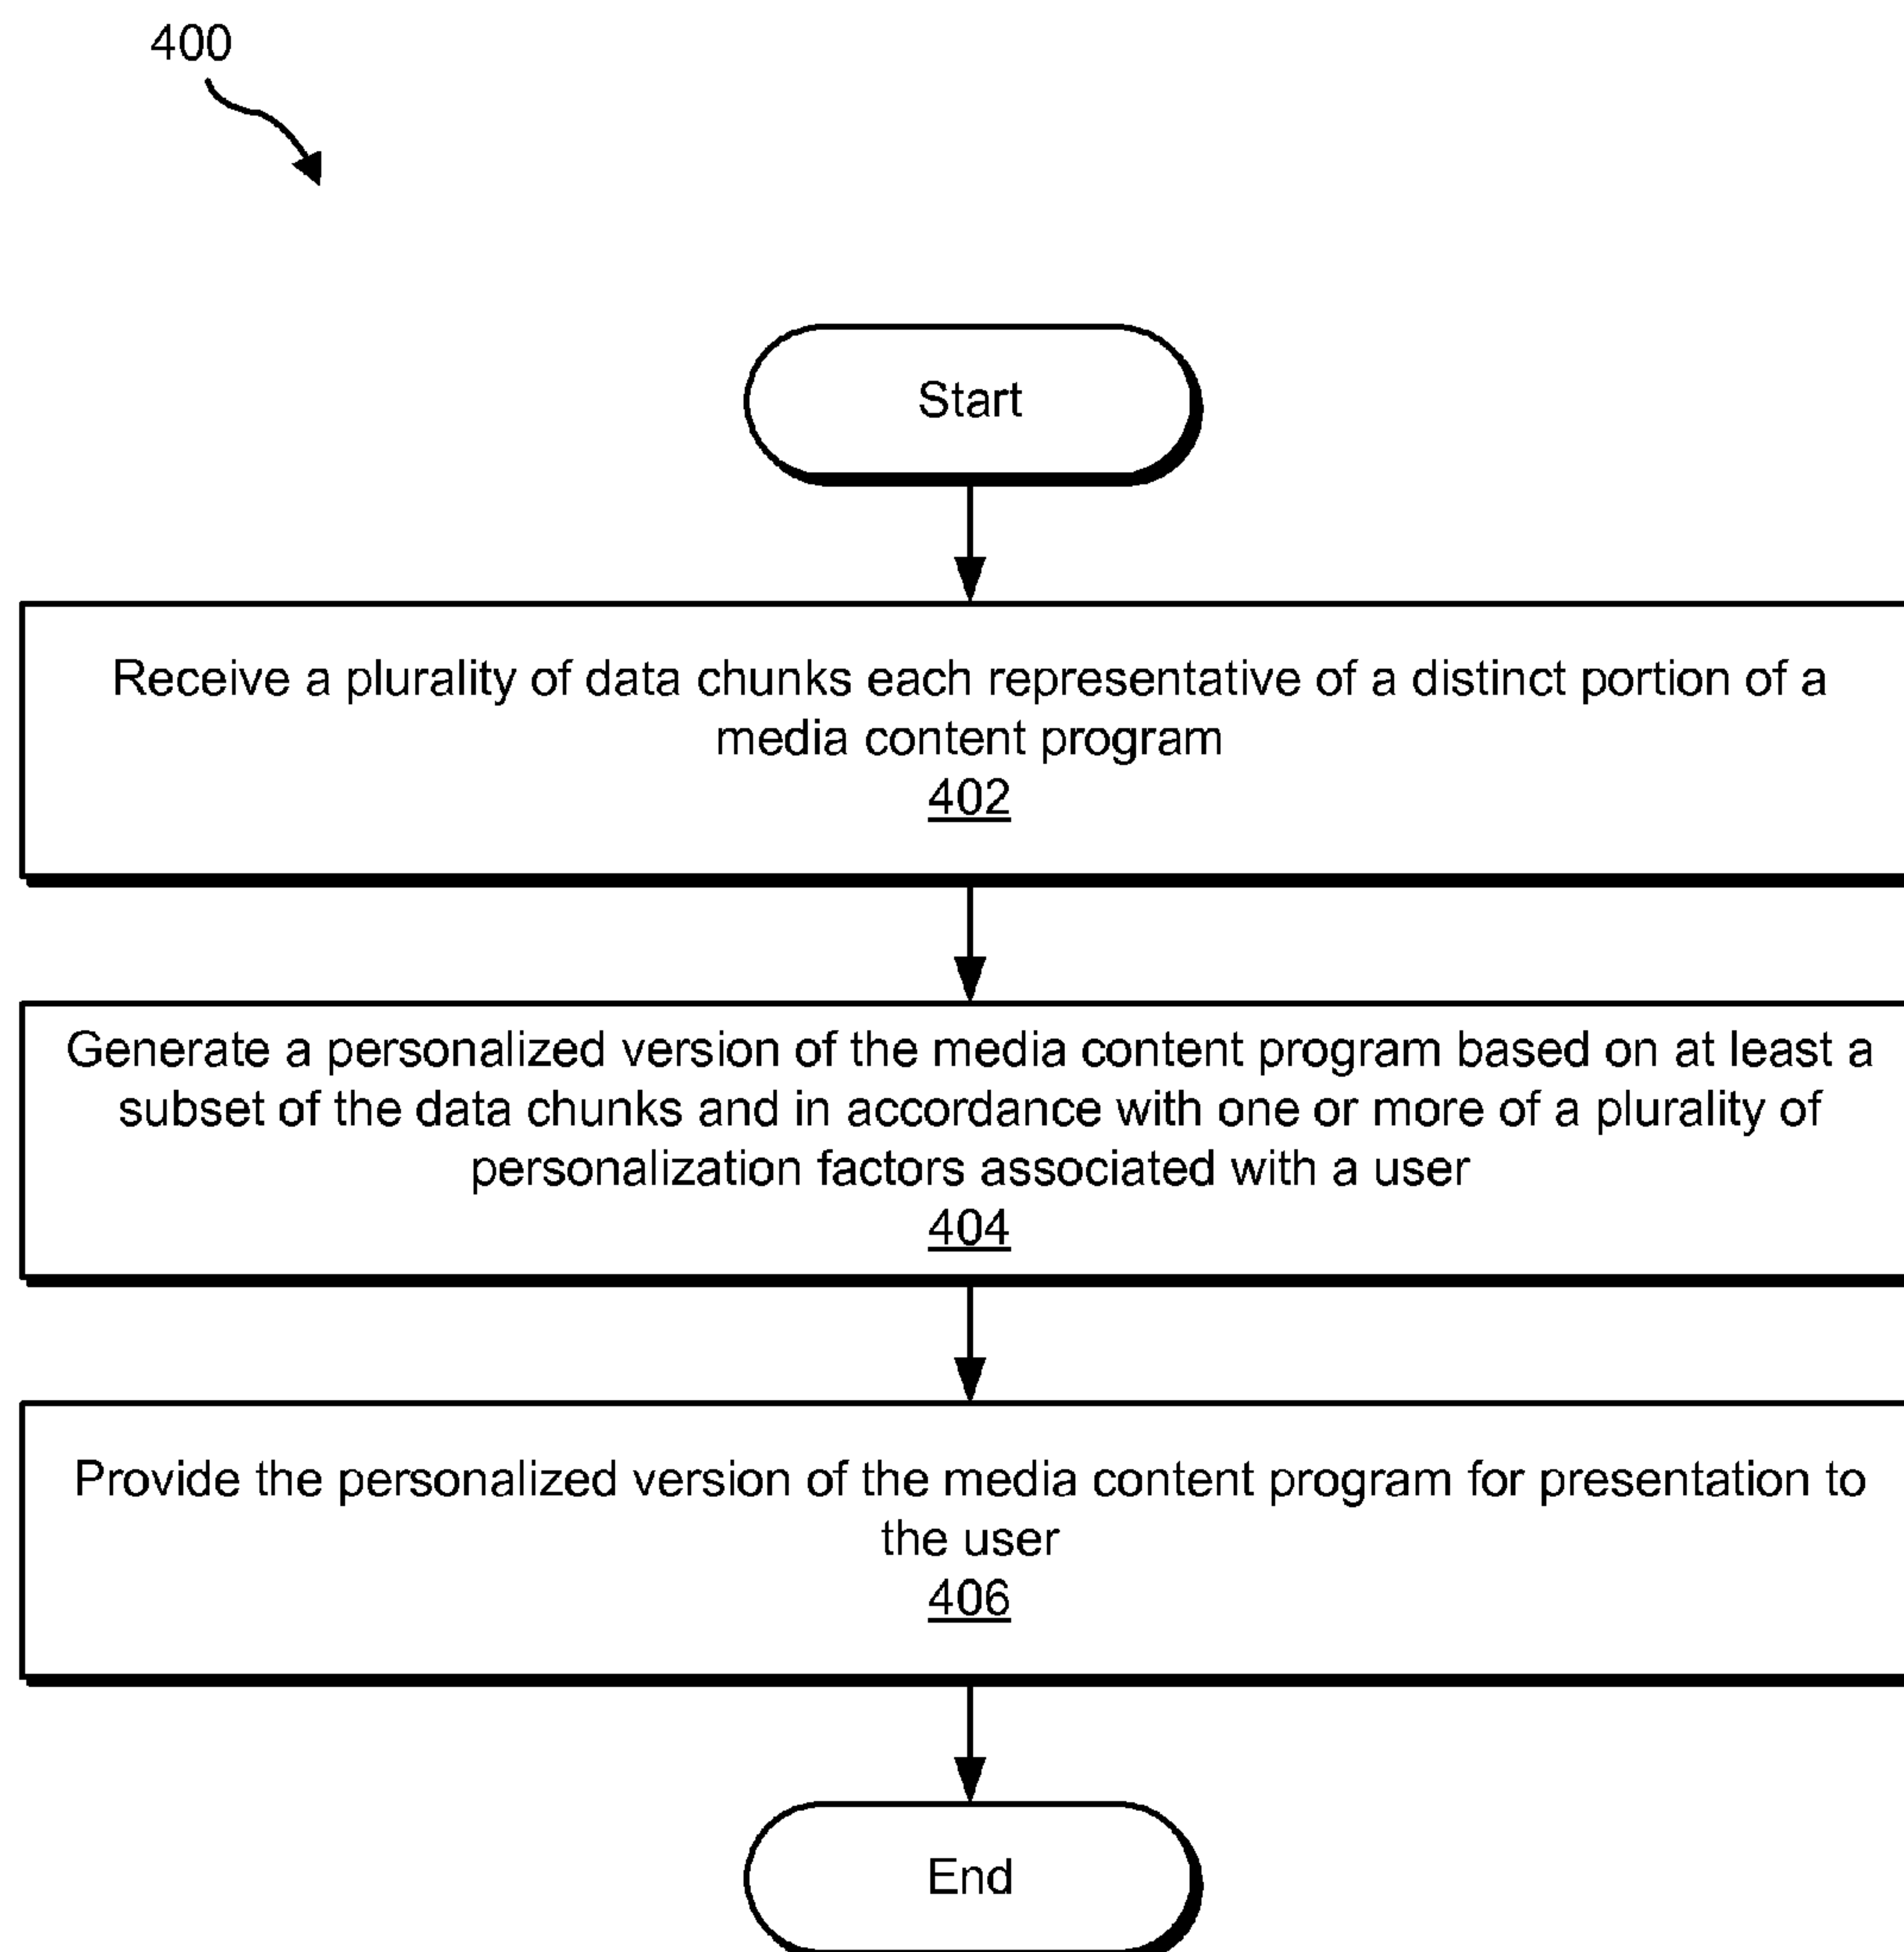 400
Start
Receive a plurality of data chunks each representative of a distinct portion of a
media content program
402
Generate a personalized version of the media content program based on at least a
subset of the data chunks and in accordance with one or more of a plurality of
personalization factors associated with a user
404
Provide the personalized version of the media content program for presentation to
the user
406
End